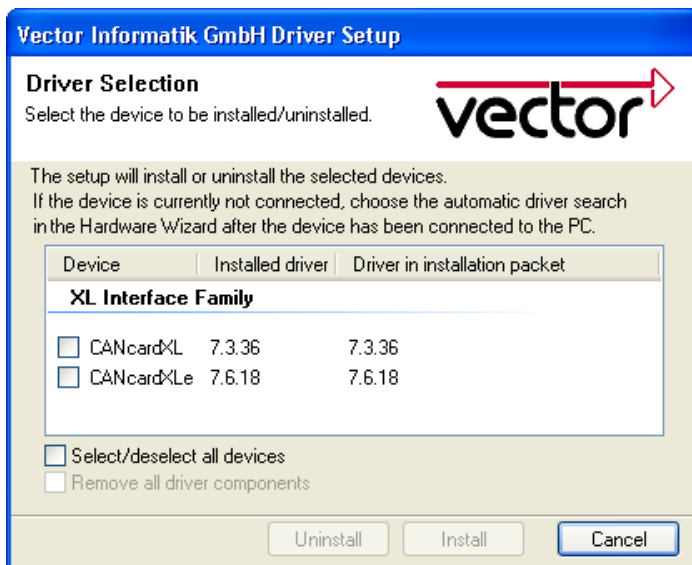 Vector Informatik GmbH Driver Setup
Driver Selection
Select the device to be installed/uninstalled.
vector
The setup will install or uninstall the selected devices.
If the device is currently not connected, choose the automatic driver search
in the Hardware Wizard after the device has been connected to the PC.
Device Installed driver Driver in installation packet
XL Interface Family
CANcardXL 7.3.36 7.3.36
CANcardXLe 7.6.18 7.6.18
Select/deselect all devices
Remove all driver components
Uninstall Install Cancel